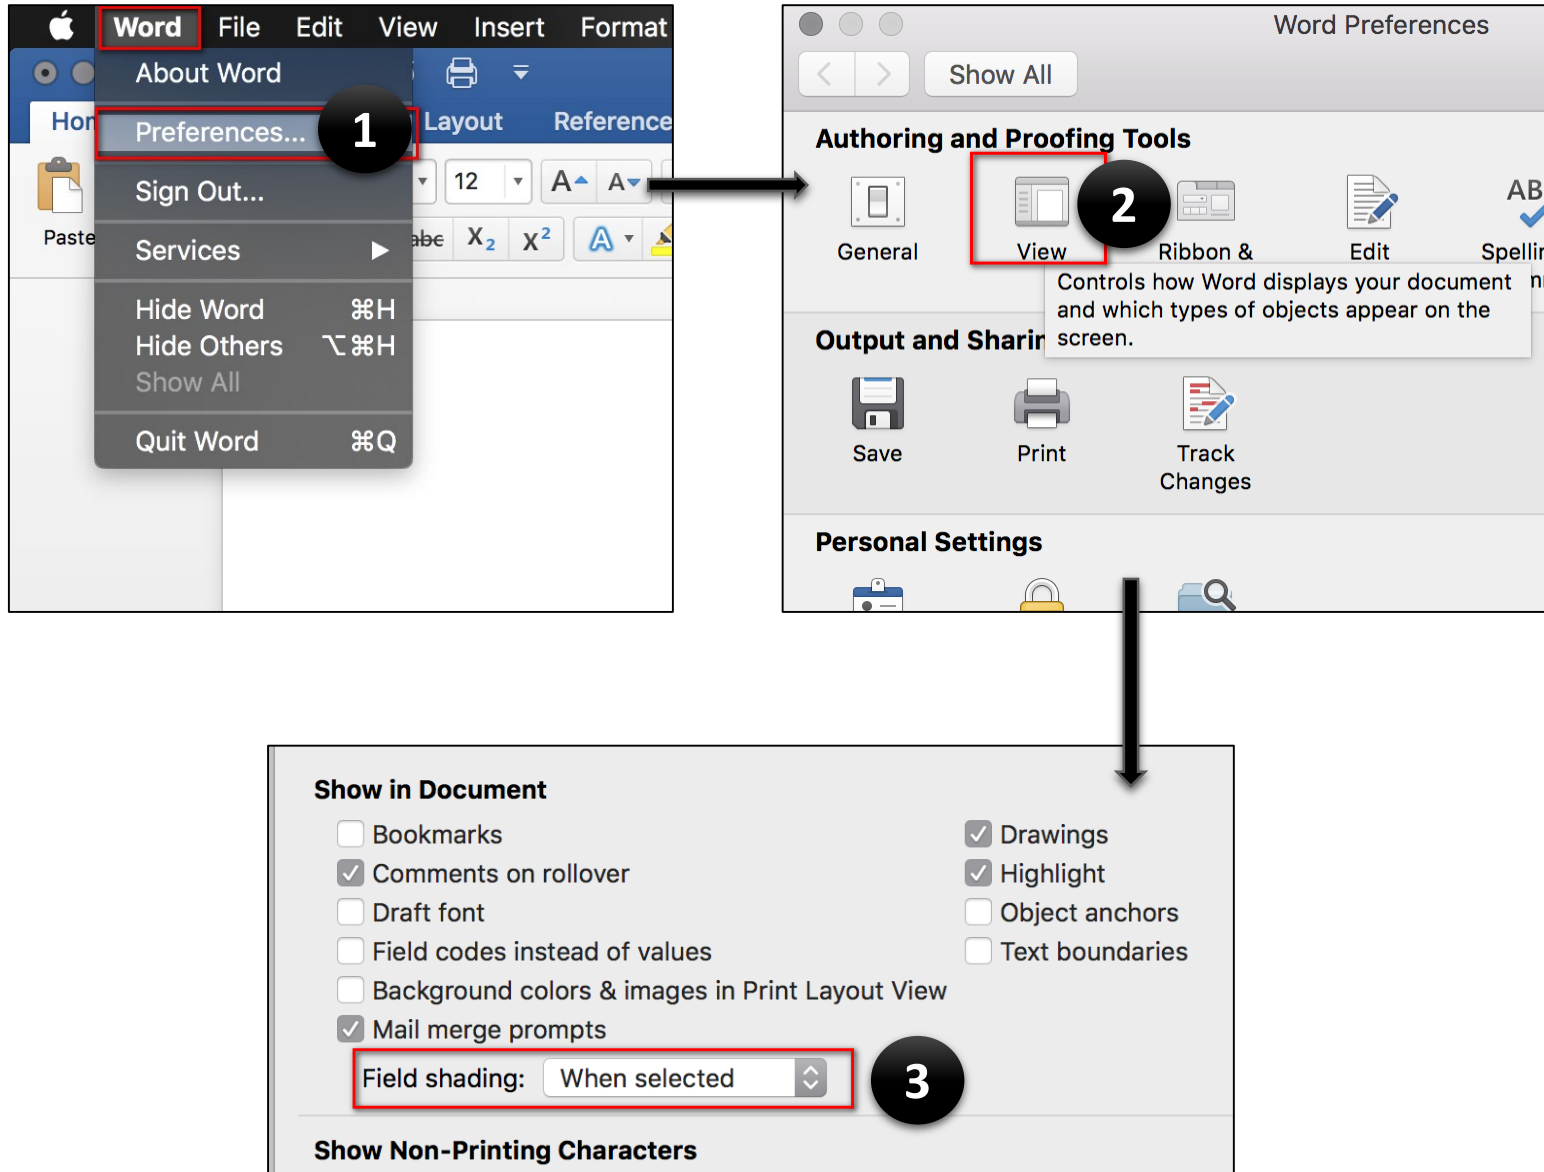 Word File Edit View Insert Format
About Word
Layout Reference
Preferences... 1
12 A A
Sign Out...
Paste
abc X2 X2 A
Services
Hide Word ⌘H
Hide Others ⌥⌘H
Show All
Quit Word ⌘Q
Word Preferences
Show All
Authoring and Proofing Tools
2
General View Ribbon & Edit
Controls how Word displays your document
and which types of objects appear on the
screen.
Output and
Save Print Track
Changes
Personal Settings
Show in Document
Bookmarks Drawings
Comments on rollover Highlight
Draft font Object anchors
Field codes instead of values Text boundaries
Background colors & images in Print Layout View
Mail merge prompts
Field shading: When selected 3
Show Non-Printing Characters